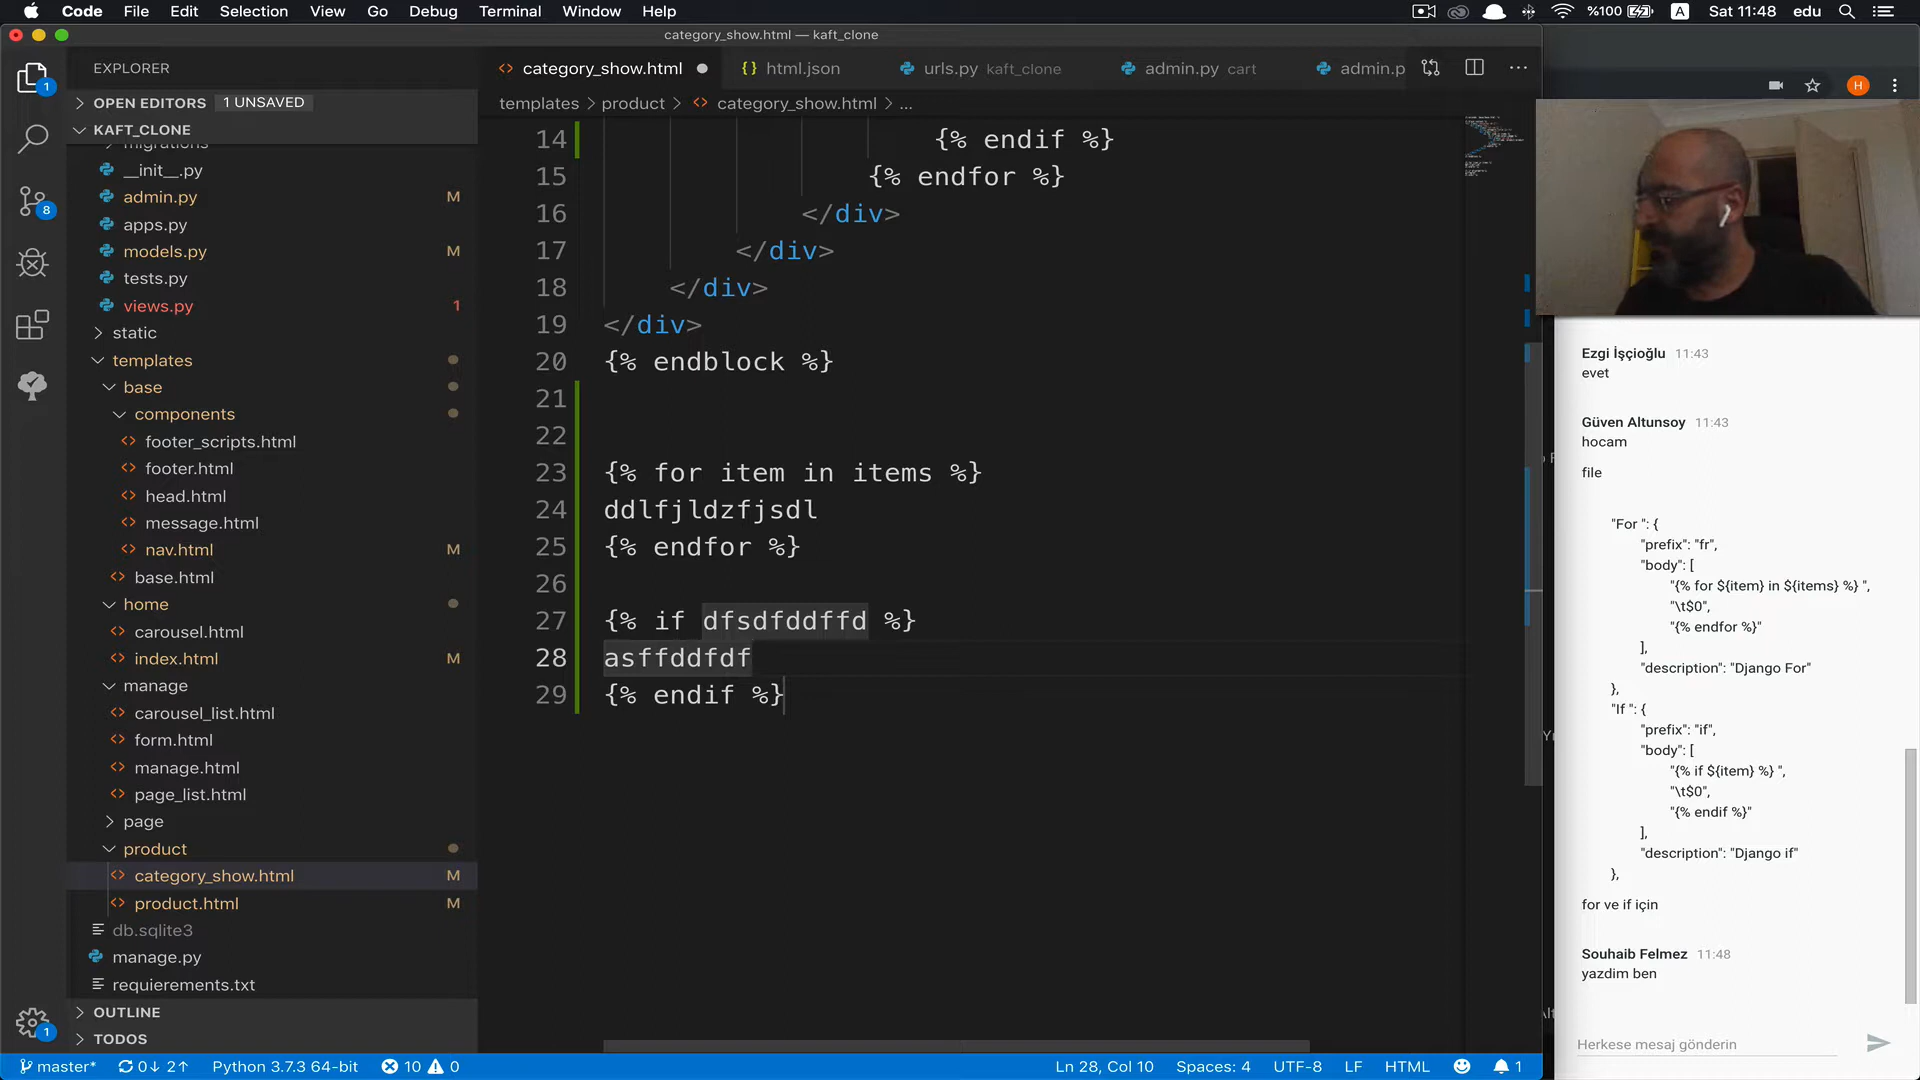 Code File Edit Selection View Go Debug Terminal Window Help
%100 A Sat 11:48 edu
category_show.html — kaft_clone
EXPLORER
OPEN EDITORS 1 UNSAVED
KAFT_CLONE
migrations
__init__.py
admin.py M
apps.py
models.py M
tests.py
views.py 1
static
templates
base
components
footer_scripts.html
footer.html
head.html
message.html
nav.html M
base.html
home
carousel.html
index.html M
manage
carousel_list.html
form.html
manage.html
page_list.html
page
product
category_show.html M
product.html M
db.sqlite3
manage.py
requierements.txt
OUTLINE
TODOS
1
8
1
category_show.html html.json urls.py kaft_clone admin.py cart admin.p
templates > product > category_show.html > ...
14 {% endif %}
15 {% endfor %}
16 </div>
17 </div>
18 </div>
19 </div>
20 {% endblock %}
21
22
23 {% for item in items %}
24 ddlfjldzfjsdl
25 {% endfor %}
26
27 {% if dfsdfddffd %}
28 asffddfdf
29 {% endif %}
master* 0↓ 2↑ Python 3.7.3 64-bit 10 0 Ln 28, Col 10 Spaces: 4 UTF-8 LF HTML 1
H
Ezgi İşçioğlu 11:43
evet
Güven Altunsoy 11:43
hocam
file
"For ": {
"prefix": "fr",
"body": [
"{% for ${item} in ${items} %} ",
"\t$0",
"{% endfor %}"
],
"description": "Django For"
},
"If ": {
"prefix": "if",
"body": [
"{% if ${item} %} ",
"\t$0",
"{% endif %}"
],
"description": "Django if"
},
for ve if için
Souhaib Felmez 11:48
yazdim ben
Herkese mesaj gönderin